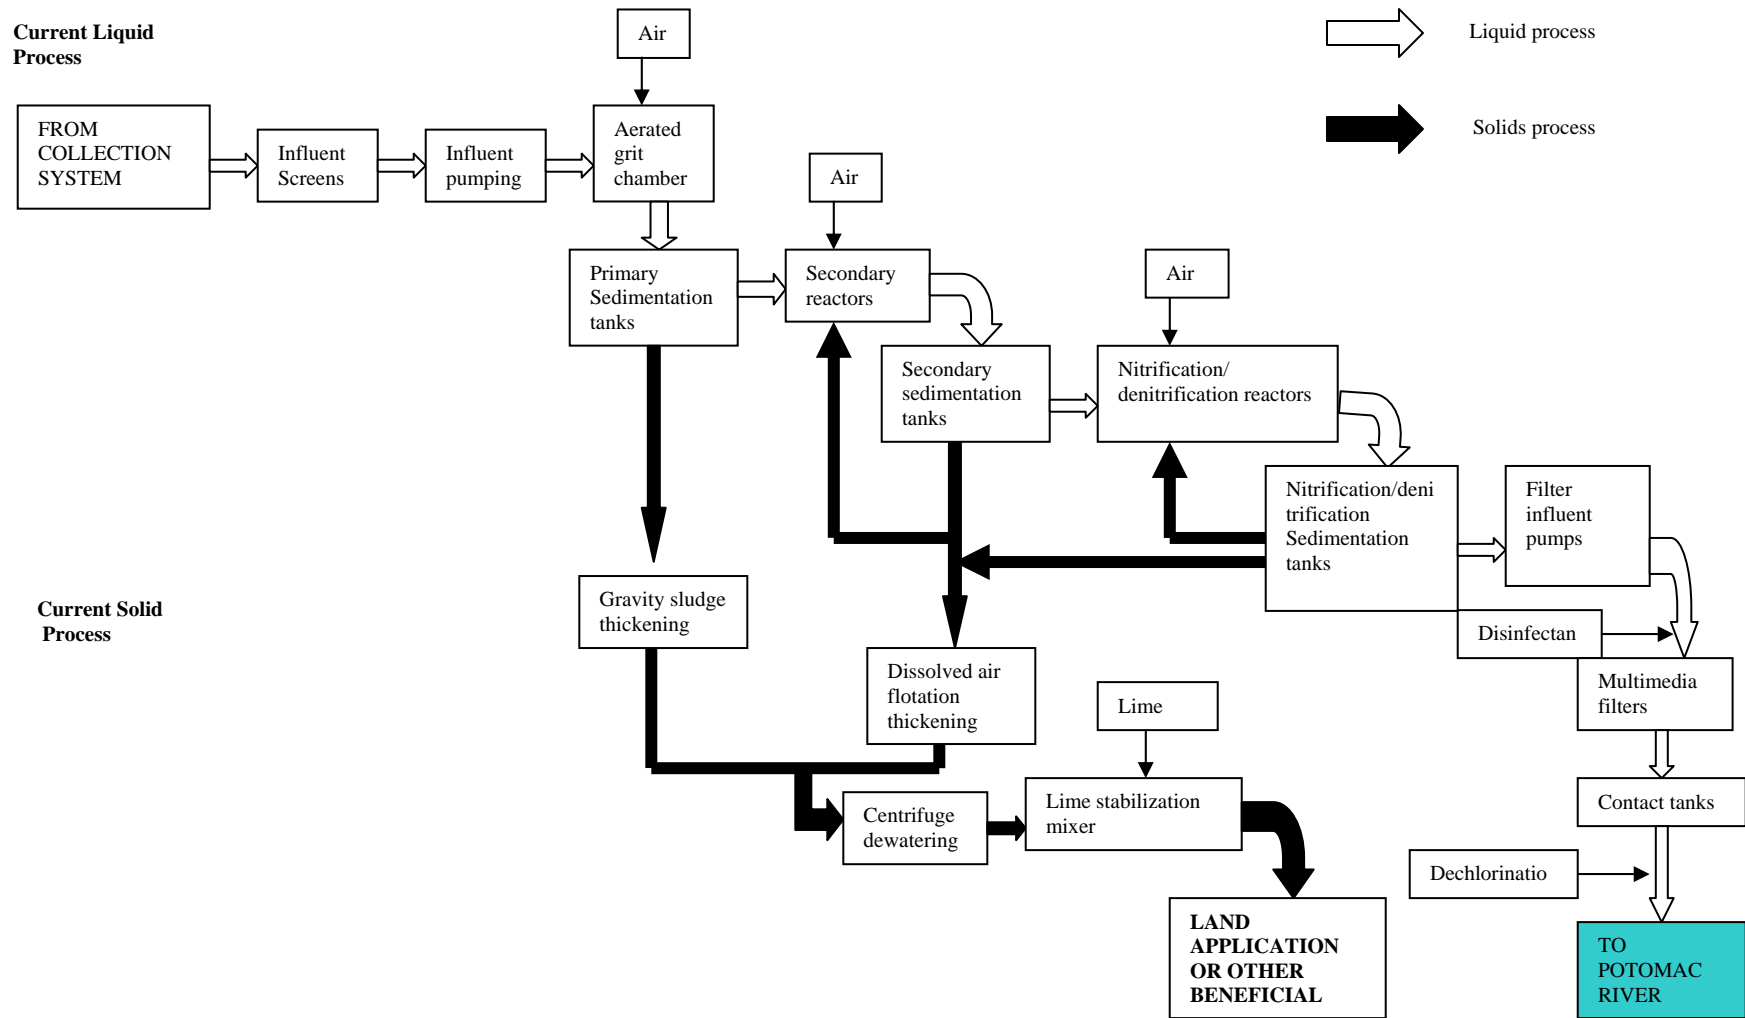 Current Liquid
Process
Air
Liquid process
Solids process
FROM
COLLECTION
SYSTEM
Influent
Screens
Influent
pumping
Aerated
grit
chamber
Air
Primary
Sedimentation
tanks
Secondary
reactors
Air
Secondary
sedimentation
tanks
Nitrification/
denitrification reactors
Nitrification/deni
trification
Sedimentation
tanks
Filter
influent
pumps
Current Solid
Process
Gravity sludge
thickening
Disinfectan
Dissolved air
flotation
thickening
Lime
Multimedia
filters
Centrifuge
dewatering
Lime stabilization
mixer
Contact tanks
Dechlorinatio
LAND
APPLICATION
OR OTHER
BENEFICIAL
TO
POTOMAC
RIVER